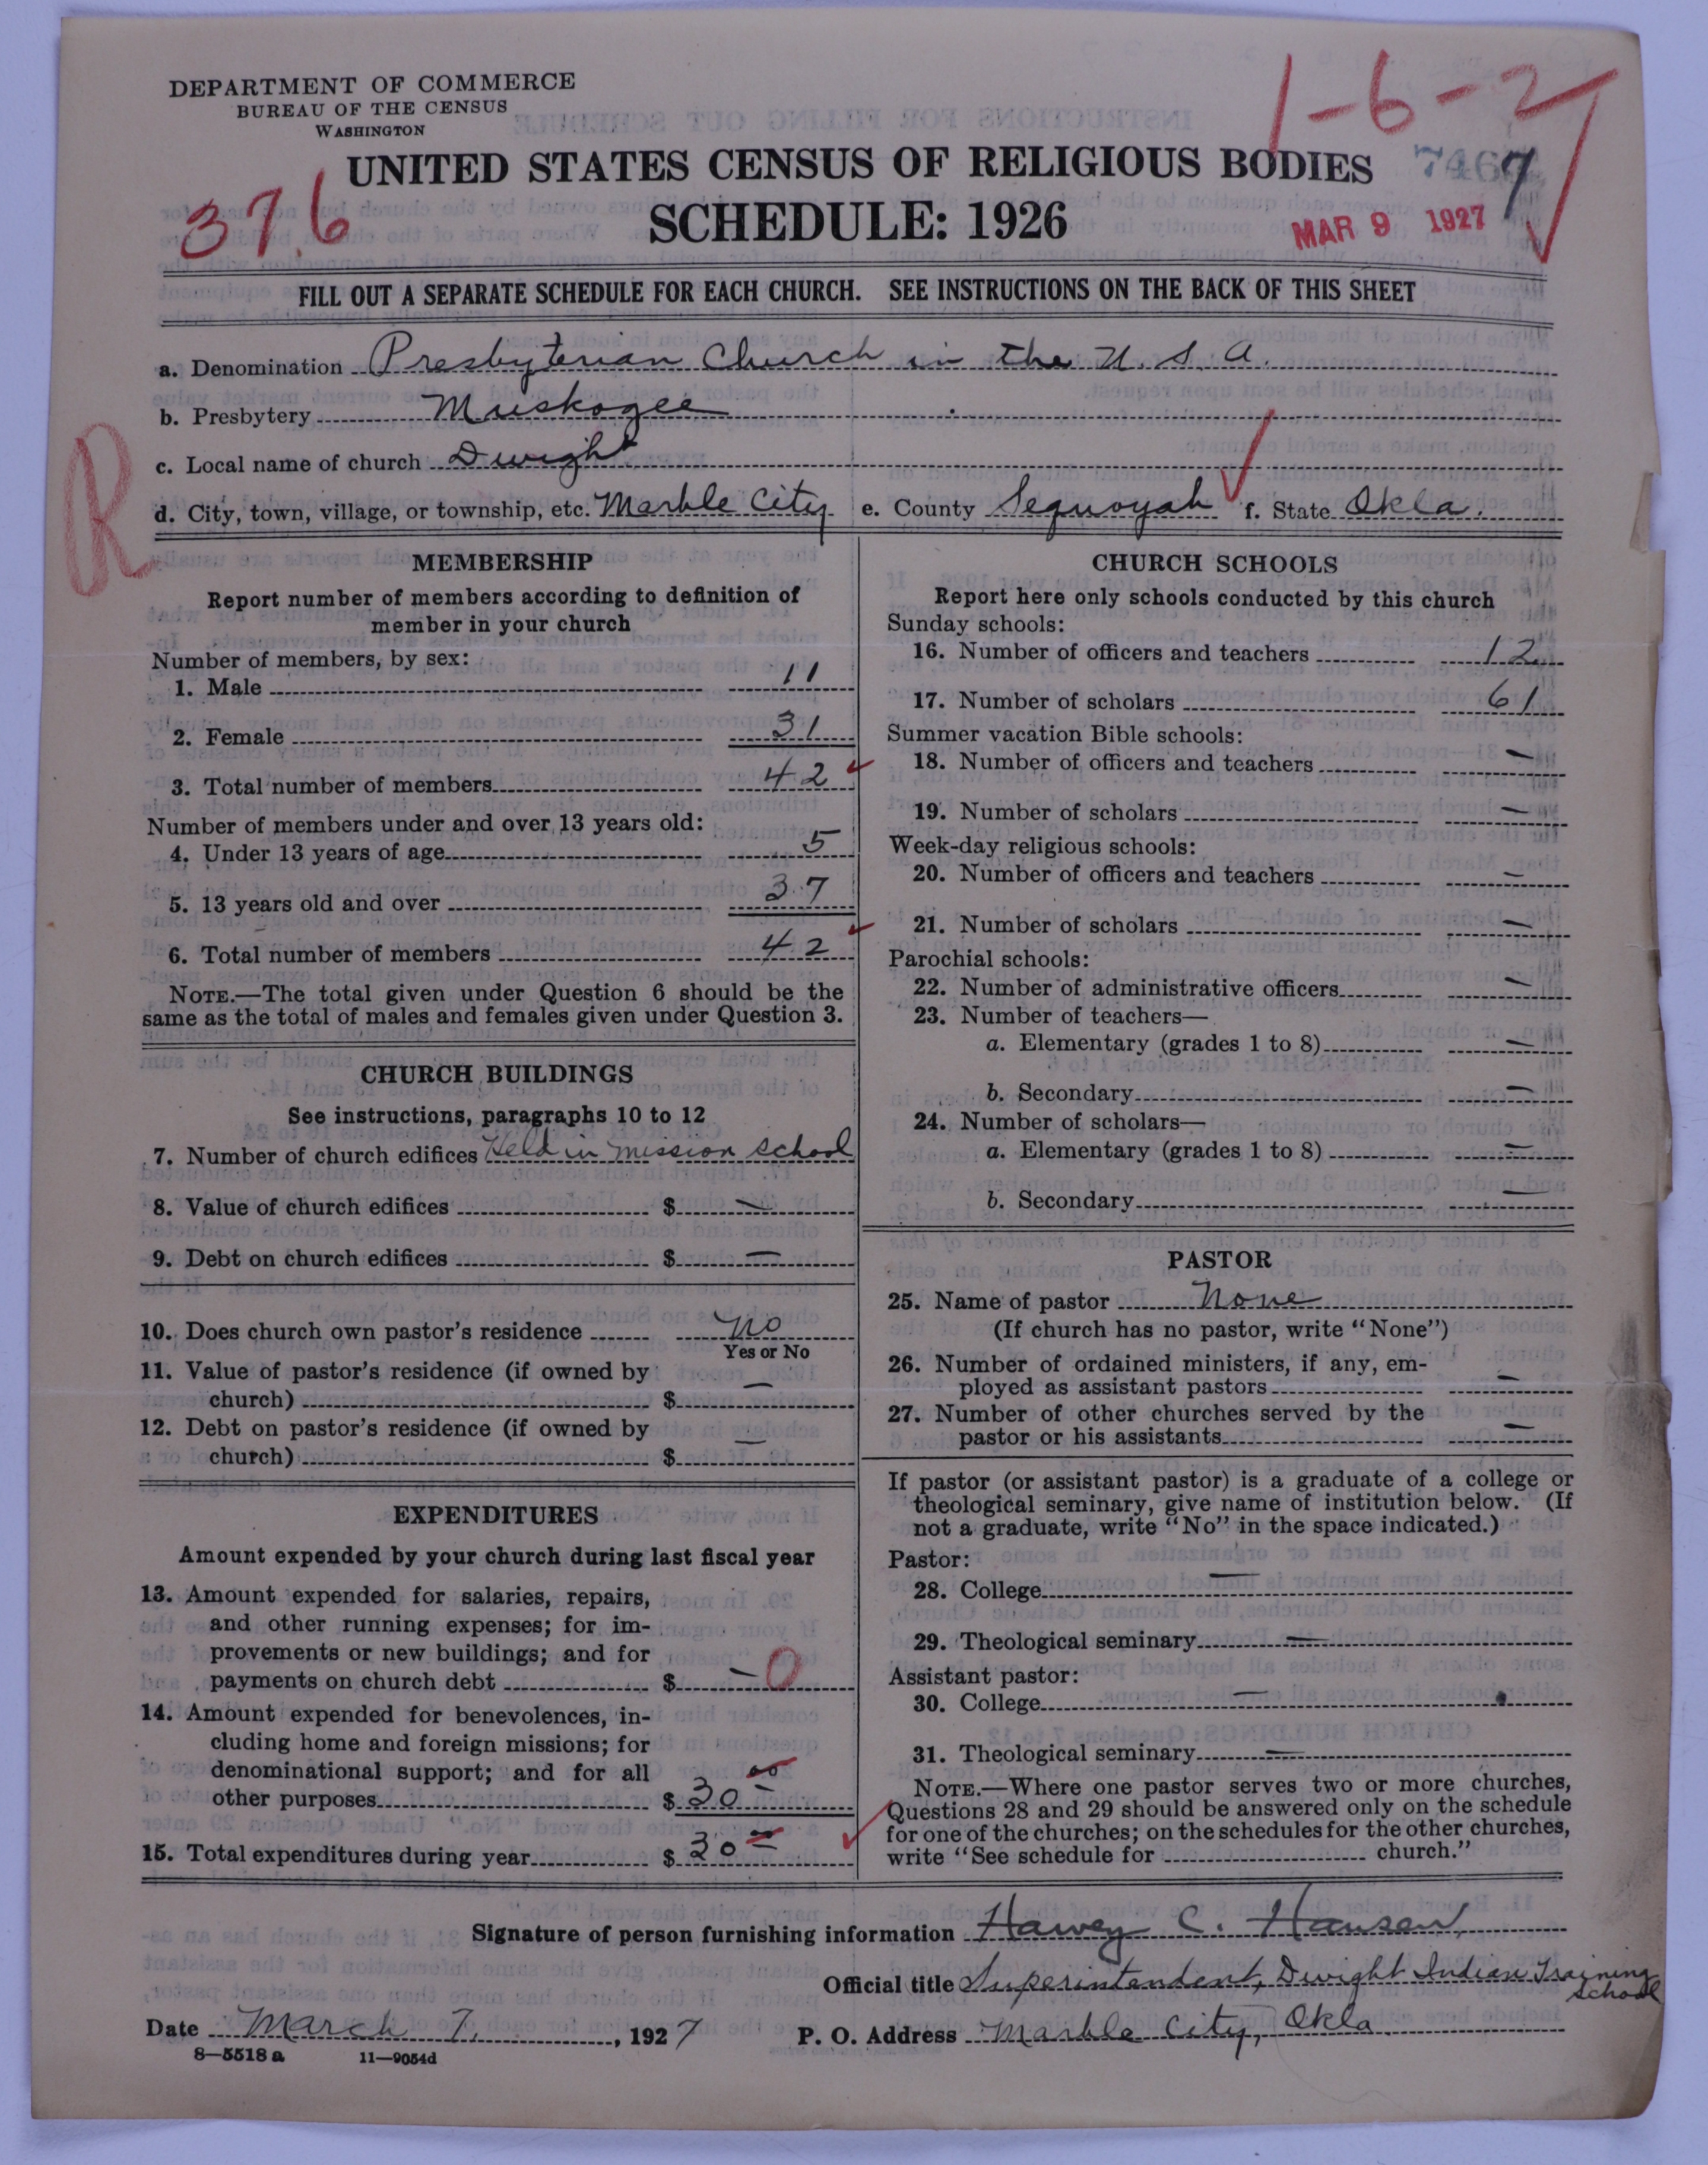 DEPARTMENT OF COMMERCE
BUREAU OF THE CENSUS
WASHINGTON
1-6-2
UNITED STATES CENSUS OF RELIGIOUS BODIES
7
376
SCHEDULE: 1926
MAR 9 1927
FILL OUT A SEPARATE SCHEDULE FOR EACH CHURCH. SEE INSTRUCTIONS ON THE BACK OF THIS SHEET
a. Denomination Presbyterian Church in the U.S.A.
b. Presbytery Muskogee
c. Local name of church Dwight
R
d. City, town, village, or township, etc. Marble City e. County Sequoyah f. State Okla.
MEMBERSHIP
Report number of members according to definition of
member in your church
Number of members, by sex:
1. Male 11
2. Female 31
3. Total number of members 42
Number of members under and over 13 years old:
4. Under 13 years of age 5
5. 13 years old and over 37
6. Total number of members 42
NOTE.—The total given under Question 6 should be the
same as the total of males and females given under Question 3.
CHURCH BUILDINGS
See instructions, paragraphs 10 to 12
7. Number of church edifices Held in mission school
8. Value of church edifices $ —
9. Debt on church edifices $ —
10. Does church own pastor's residence No
Yes or No
11. Value of pastor's residence (if owned by
church) $ —
12. Debt on pastor's residence (if owned by
church) $ —
EXPENDITURES
Amount expended by your church during last fiscal year
13. Amount expended for salaries, repairs,
and other running expenses; for im-
provements or new buildings; and for
payments on church debt $ — 0
14. Amount expended for benevolences, in-
cluding home and foreign missions; for
denominational support; and for all
other purposes $ 30 00
15. Total expenditures during year $ 30
CHURCH SCHOOLS
Report here only schools conducted by this church
Sunday schools:
16. Number of officers and teachers 12
17. Number of scholars 61
Summer vacation Bible schools:
18. Number of officers and teachers —
19. Number of scholars —
Week-day religious schools:
20. Number of officers and teachers —
21. Number of scholars —
Parochial schools:
22. Number of administrative officers —
23. Number of teachers—
a. Elementary (grades 1 to 8) —
b. Secondary —
24. Number of scholars—
a. Elementary (grades 1 to 8) —
b. Secondary —
PASTOR
25. Name of pastor None
(If church has no pastor, write "None")
26. Number of ordained ministers, if any, em-
ployed as assistant pastors —
27. Number of other churches served by the
pastor or his assistants —
If pastor (or assistant pastor) is a graduate of a college or
theological seminary, give name of institution below. (If
not a graduate, write "No" in the space indicated.)
Pastor:
28. College —
29. Theological seminary —
Assistant pastor:
30. College —
31. Theological seminary —
NOTE.—Where one pastor serves two or more churches,
Questions 28 and 29 should be answered only on the schedule
for one of the churches; on the schedules for the other churches,
write "See schedule for church."
Signature of person furnishing information Harvey C. Hansen
Official title Superintendent, Dwight Indian Training
School
Date March 7, 1927 P. O. Address Marble City, Okla.
8—5518 a 11—9054d